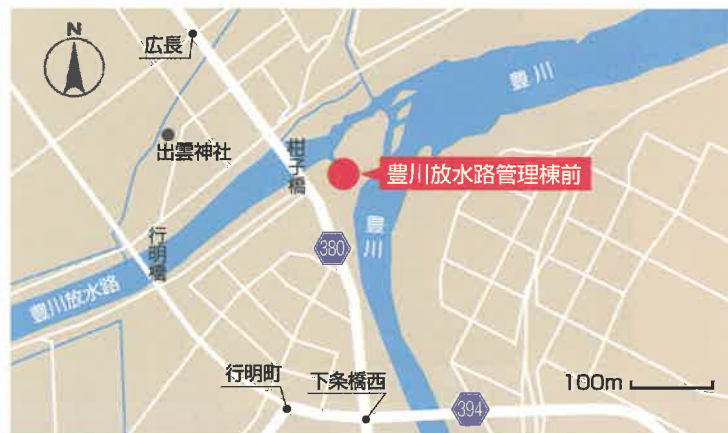 N
広長
豊川
出雲神社
柑子橋
豊川放水路管理棟前
行明橋
380
豊川
豊川放水路
行明町
下条橋西
100m
394